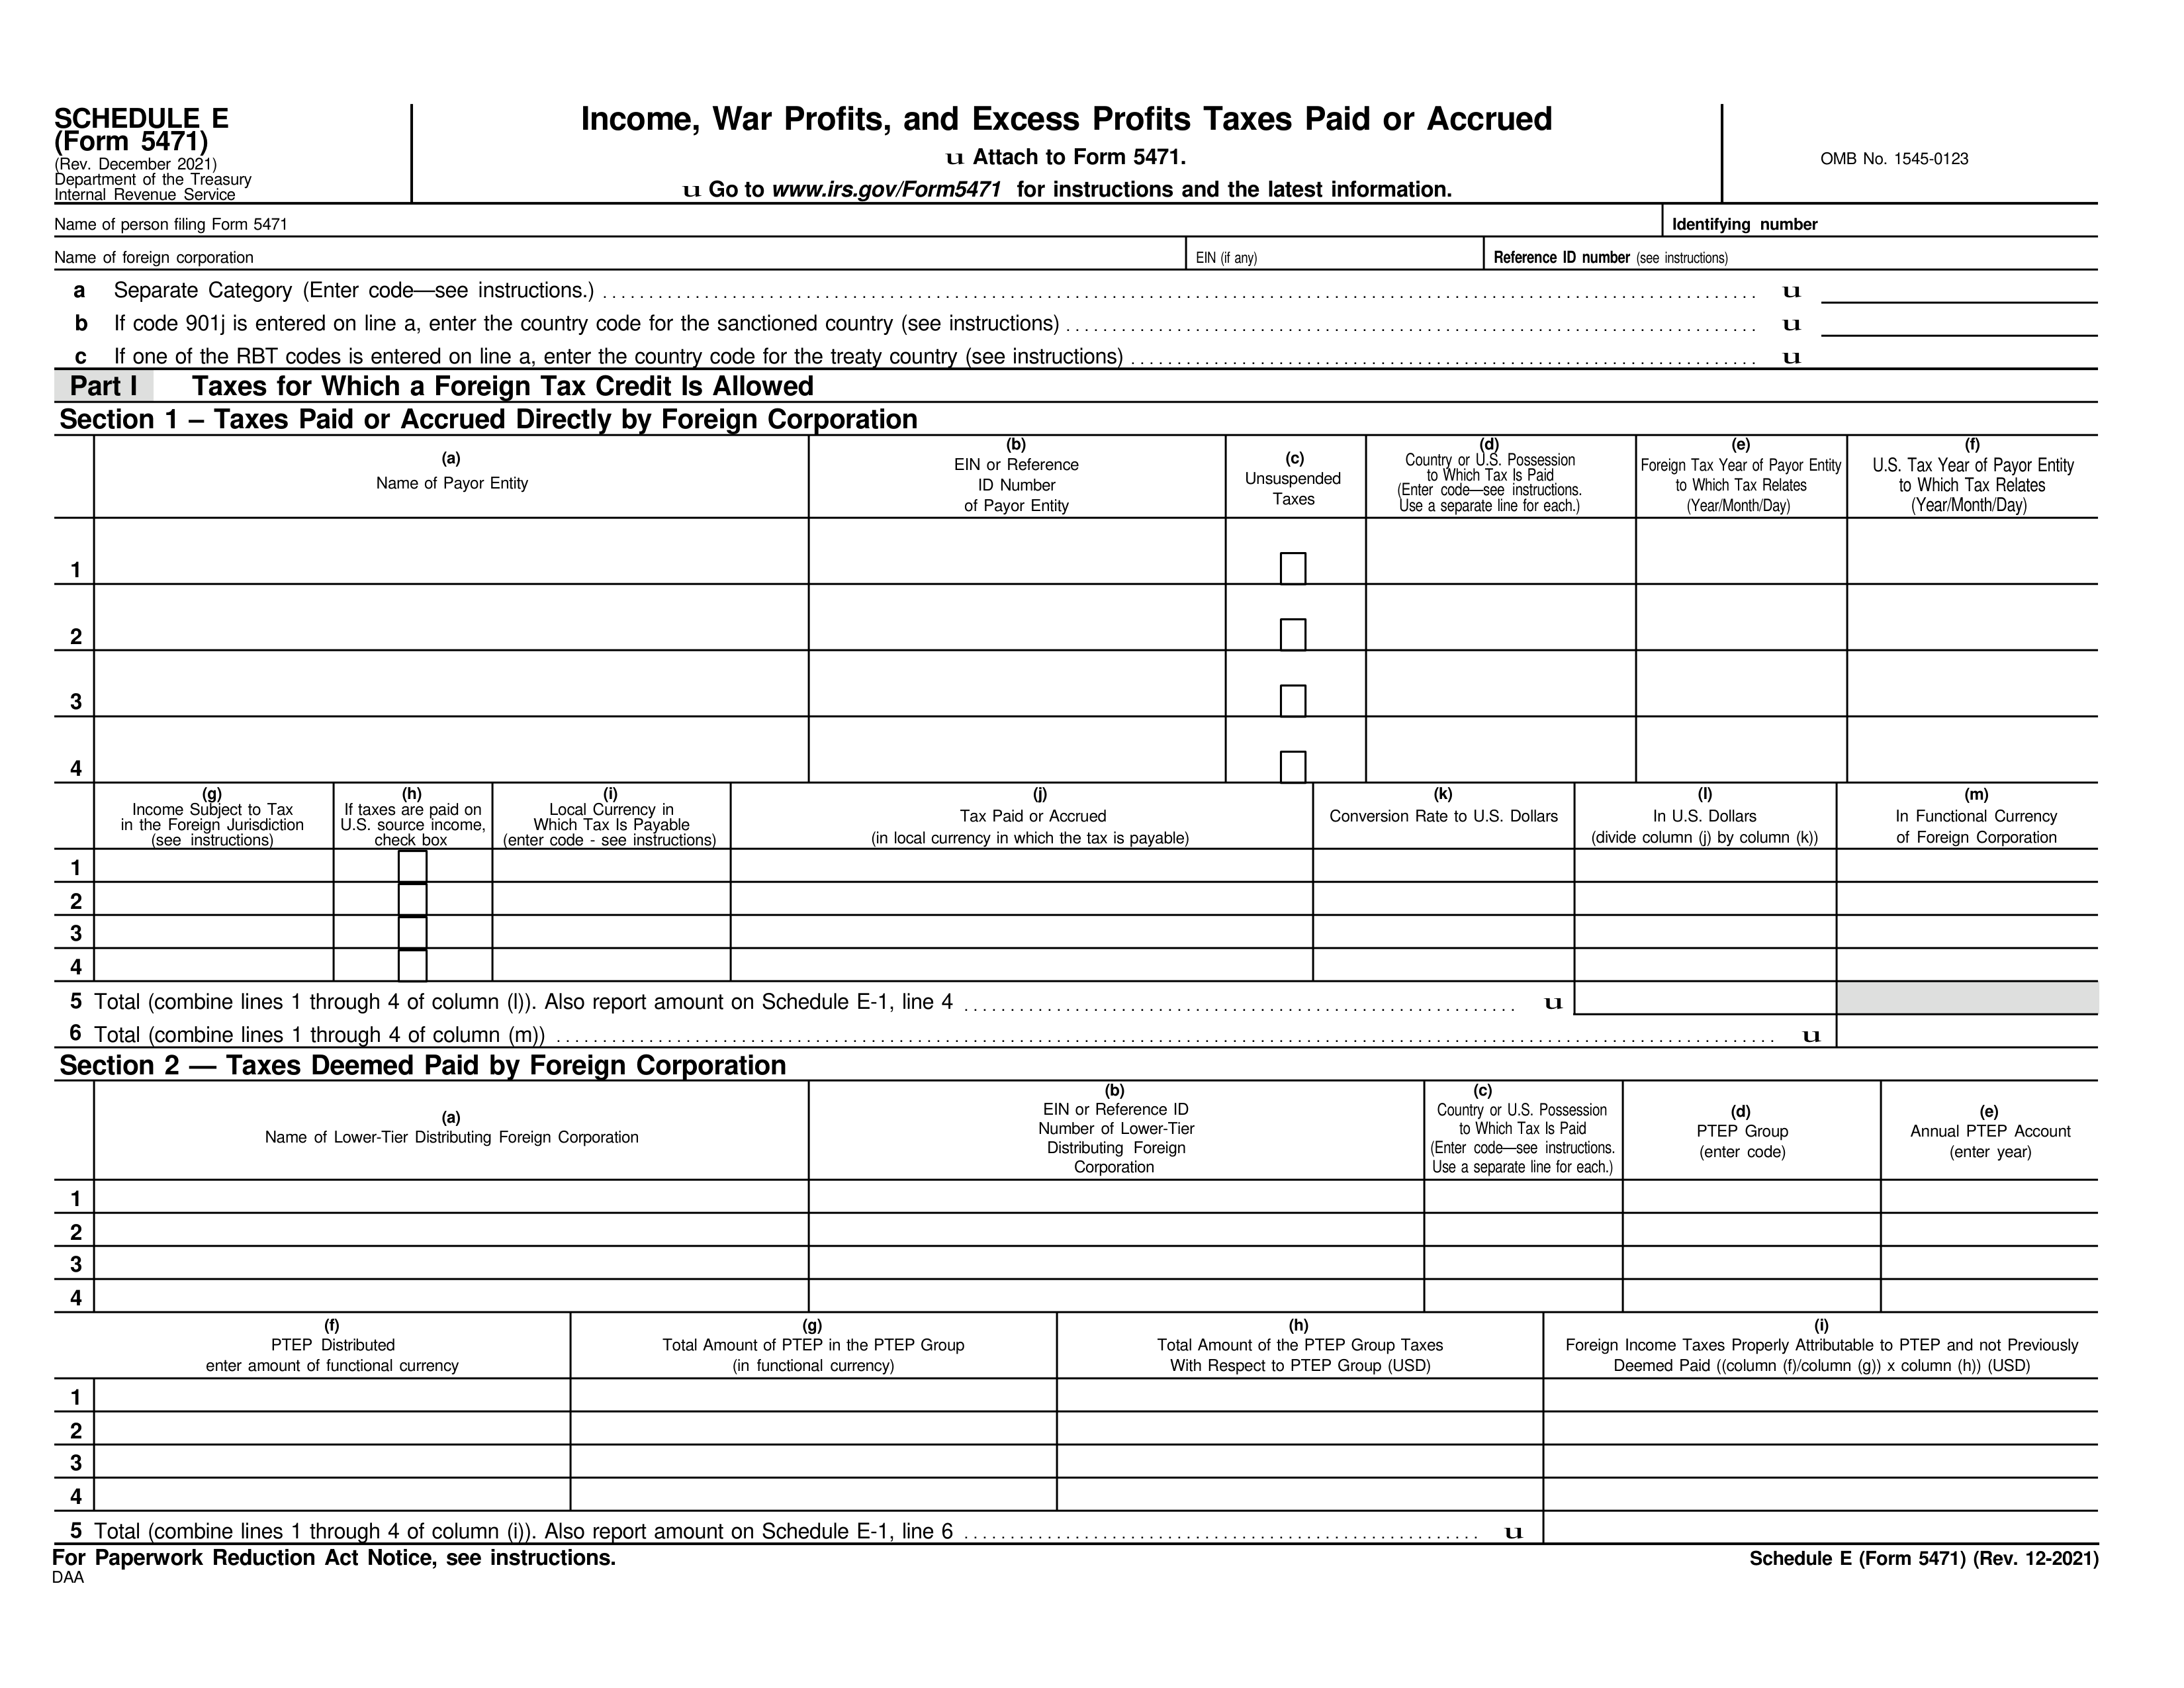 SCHEDULE E
(Form 5471)
(Rev. December 2021)
Department of the Treasury
Internal Revenue Service
Income, War Profits, and Excess Profits Taxes Paid or Accrued
u Attach to Form 5471.
u Go to www.irs.gov/Form5471 for instructions and the latest information.
OMB No. 1545-0123
Name of person filing Form 5471
Identifying number
Name of foreign corporation
EIN (if any)
Reference ID number (see instructions)
a Separate Category (Enter code—see instructions.) u
b If code 901j is entered on line a, enter the country code for the sanctioned country (see instructions) u
c If one of the RBT codes is entered on line a, enter the country code for the treaty country (see instructions) u
Part I Taxes for Which a Foreign Tax Credit Is Allowed
Section 1 – Taxes Paid or Accrued Directly by Foreign Corporation
(a)
Name of Payor Entity
(b)
EIN or Reference
ID Number
of Payor Entity
(c)
Unsuspended
Taxes
(d)
Country or U.S. Possession
to Which Tax Is Paid
(Enter code—see instructions.
Use a separate line for each.)
(e)
Foreign Tax Year of Payor Entity
to Which Tax Relates
(Year/Month/Day)
(f)
U.S. Tax Year of Payor Entity
to Which Tax Relates
(Year/Month/Day)
1
2
3
4
(g)
Income Subject to Tax
in the Foreign Jurisdiction
(see instructions)
(h)
If taxes are paid on
U.S. source income,
check box
(i)
Local Currency in
Which Tax Is Payable
(enter code - see instructions)
(j)
Tax Paid or Accrued
(in local currency in which the tax is payable)
(k)
Conversion Rate to U.S. Dollars
(l)
In U.S. Dollars
(divide column (j) by column (k))
(m)
In Functional Currency
of Foreign Corporation
1
2
3
4
5 Total (combine lines 1 through 4 of column (l)). Also report amount on Schedule E-1, line 4 u
6 Total (combine lines 1 through 4 of column (m)) u
Section 2 — Taxes Deemed Paid by Foreign Corporation
(a)
Name of Lower-Tier Distributing Foreign Corporation
(b)
EIN or Reference ID
Number of Lower-Tier
Distributing Foreign
Corporation
(c)
Country or U.S. Possession
to Which Tax Is Paid
(Enter code—see instructions.
Use a separate line for each.)
(d)
PTEP Group
(enter code)
(e)
Annual PTEP Account
(enter year)
1
2
3
4
(f)
PTEP Distributed
enter amount of functional currency
(g)
Total Amount of PTEP in the PTEP Group
(in functional currency)
(h)
Total Amount of the PTEP Group Taxes
With Respect to PTEP Group (USD)
(i)
Foreign Income Taxes Properly Attributable to PTEP and not Previously
Deemed Paid ((column (f)/column (g)) x column (h)) (USD)
1
2
3
4
5 Total (combine lines 1 through 4 of column (i)). Also report amount on Schedule E-1, line 6 u
For Paperwork Reduction Act Notice, see instructions.
Schedule E (Form 5471) (Rev. 12-2021)
DAA